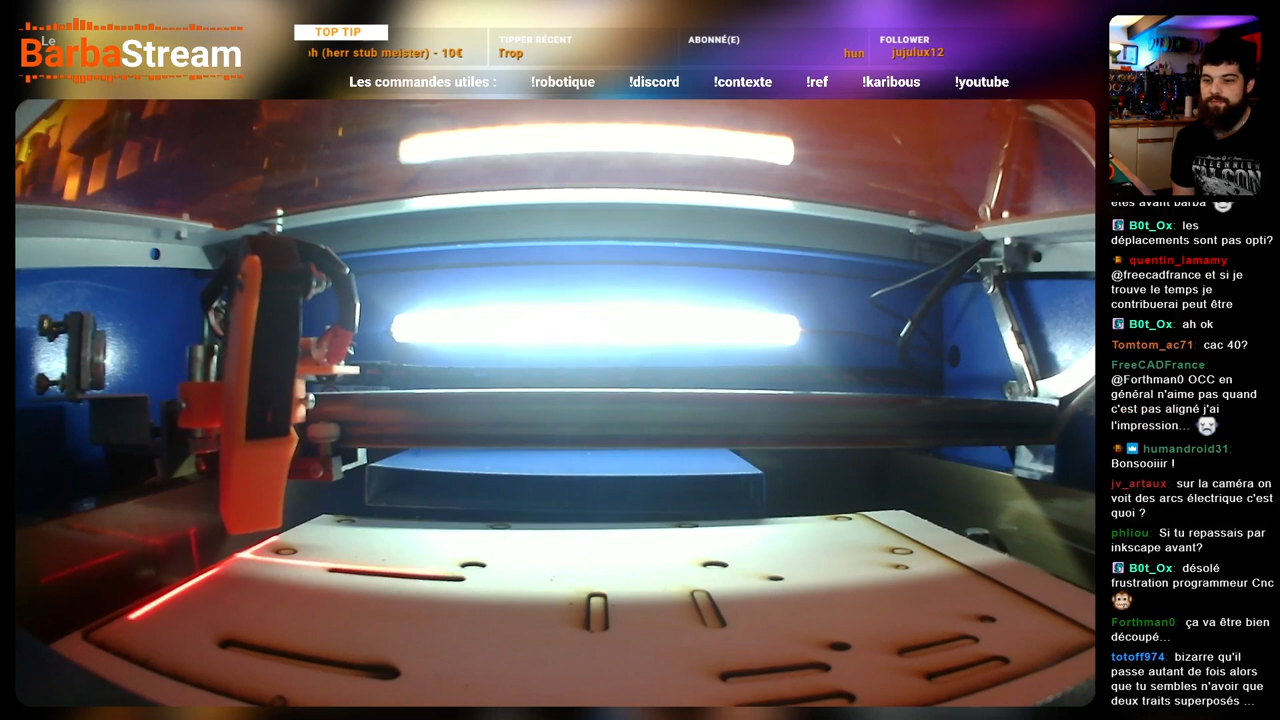 Le
BarbaStream
TOP TIP
(herr stub meister) - 10€
TIPPER RÉCENT
Trop
ABONNÉ(E)
hun
FOLLOWER
jujulux12
Les commandes utiles : !robotique !discord !contexte !ref !karibous !youtube
MILLENNIUM
FALCON
êtes avant barba
B0t_Ox: les
déplacements sont pas opti?
quentin_lamamy
@freecadfrance et si je
trouve le temps je
contribuerai peut être
B0t_Ox: ah ok
Tomtom_ac71: cac 40?
FreeCADFrance:
@Forthman0 OCC en
général n'aime pas quand
c'est pas aligné j'ai
l'impression...
humandroid31:
Bonsooiiir !
jv_artaux: sur la caméra on
voit des arcs électrique c'est
quoi ?
phliou: Si tu repassais par
inkscape avant?
B0t_Ox: désolé
frustration programmeur Cnc
Forthman0: ça va être bien
découpé...
totoff974: bizarre qu'il
passe autant de fois alors
que tu sembles n'avoir que
deux traits superposés ...